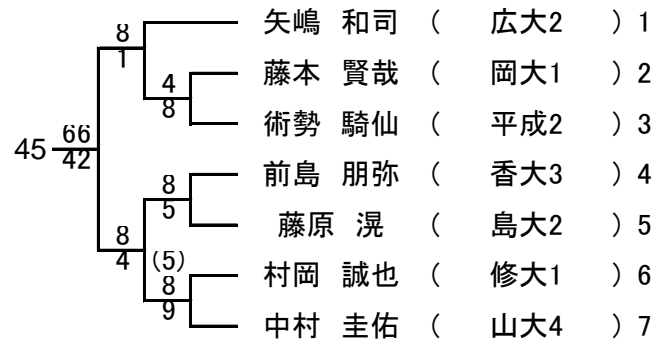 8
1
矢嶋 和司 ( 広大2 ) 1
4
8
藤本 賢哉 ( 岡大1 ) 2
術勢 騎仙 ( 平成2 ) 3
45
66
42
8
5
前島 朋弥 ( 香大3 ) 4
藤原 滉 ( 島大2 ) 5
8
4
(5)
8
9
村岡 誠也 ( 修大1 ) 6
中村 圭佑 ( 山大4 ) 7